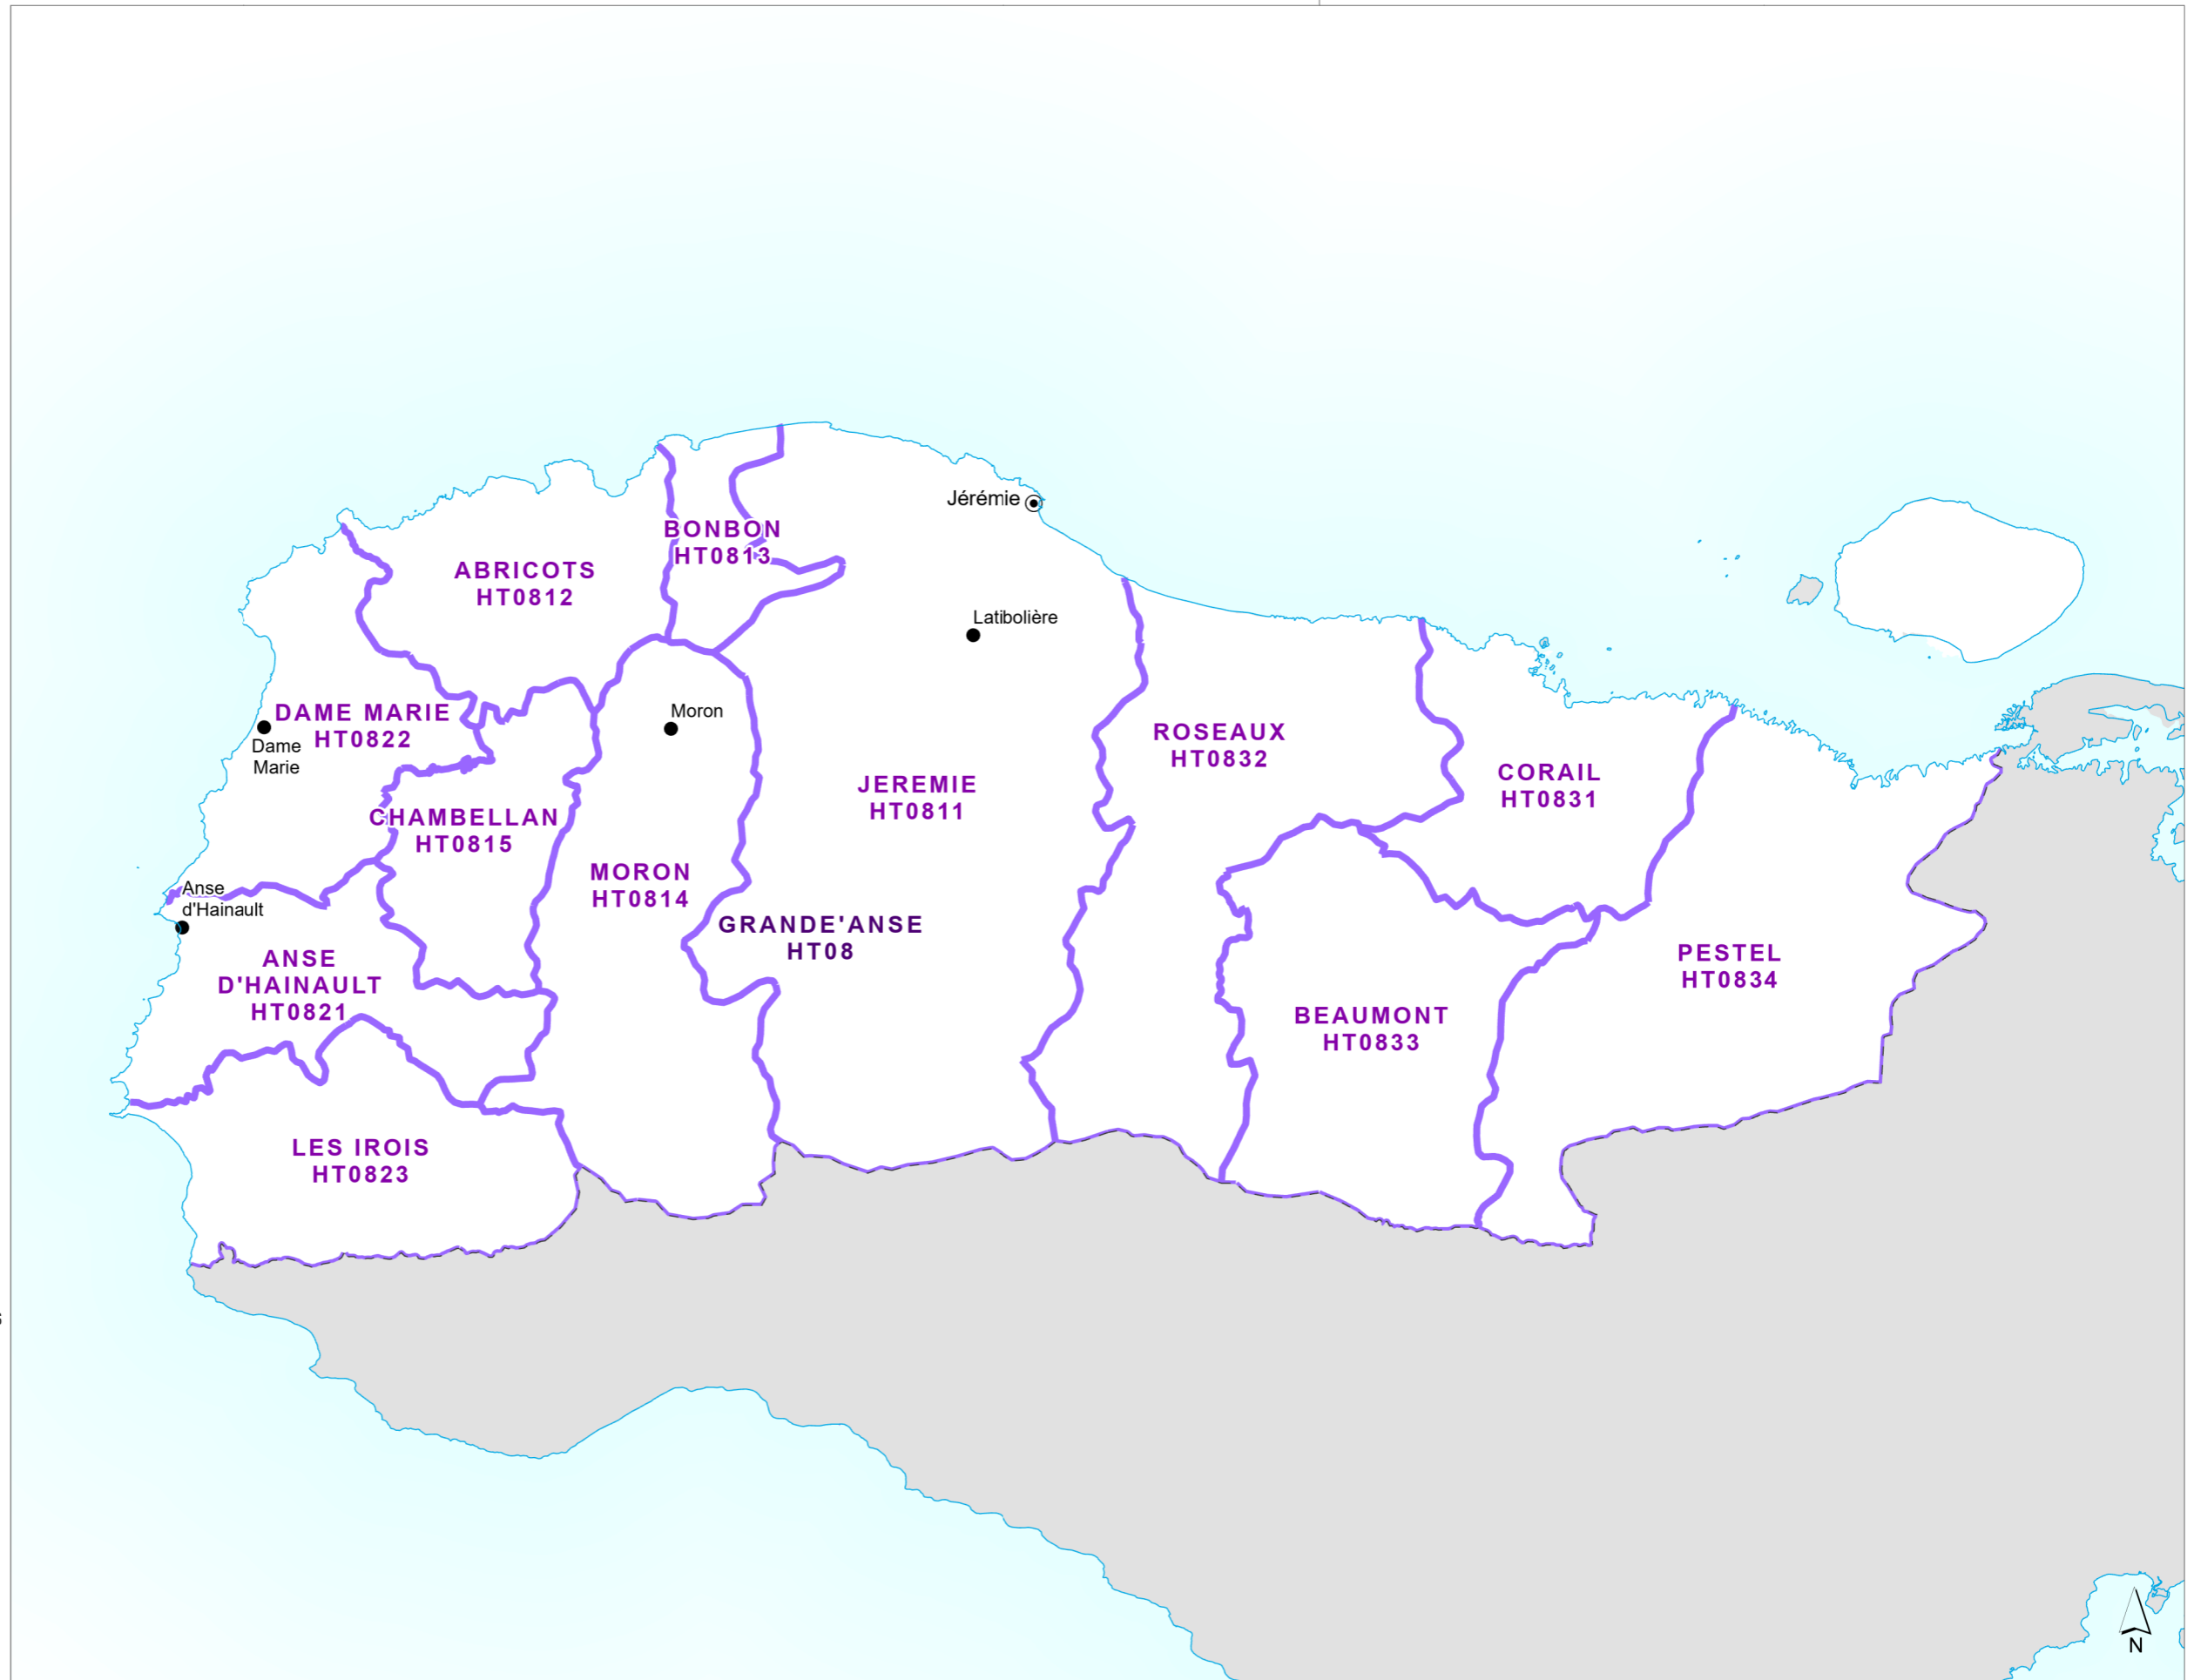 Jérémie
BONBON
HT0813
ABRICOTS
HT0812
Latibolière
DAME MARIE
HT0822
Dame
Marie
Moron
ROSEAUX
HT0832
CORAIL
HT0831
JEREMIE
HT0811
CHAMBELLAN
HT0815
MORON
HT0814
Anse
d'Hainault
GRANDE'ANSE
HT08
ANSE
D'HAINAULT
HT0821
PESTEL
HT0834
BEAUMONT
HT0833
LES IROIS
HT0823
N